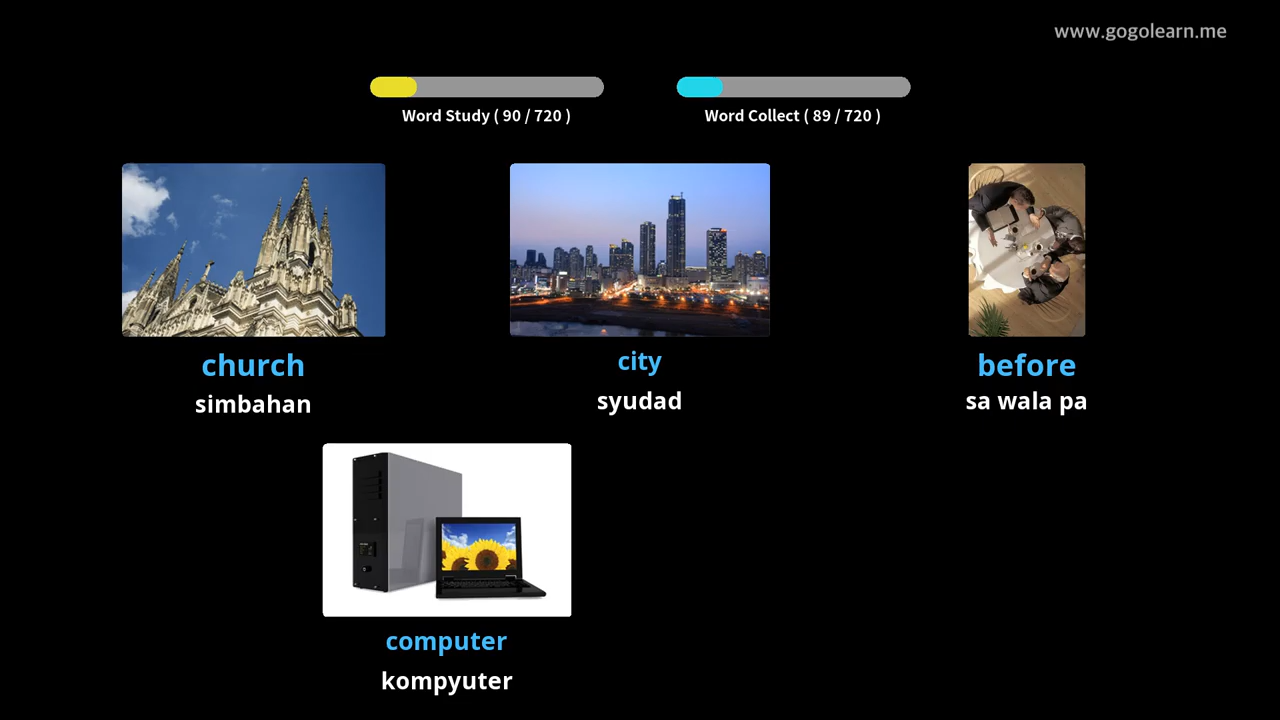 www.gogolearn.me
Word Study ( 90 / 720 )
Word Collect ( 89 / 720 )
church
simbahan
city
syudad
before
sa wala pa
computer
kompyuter